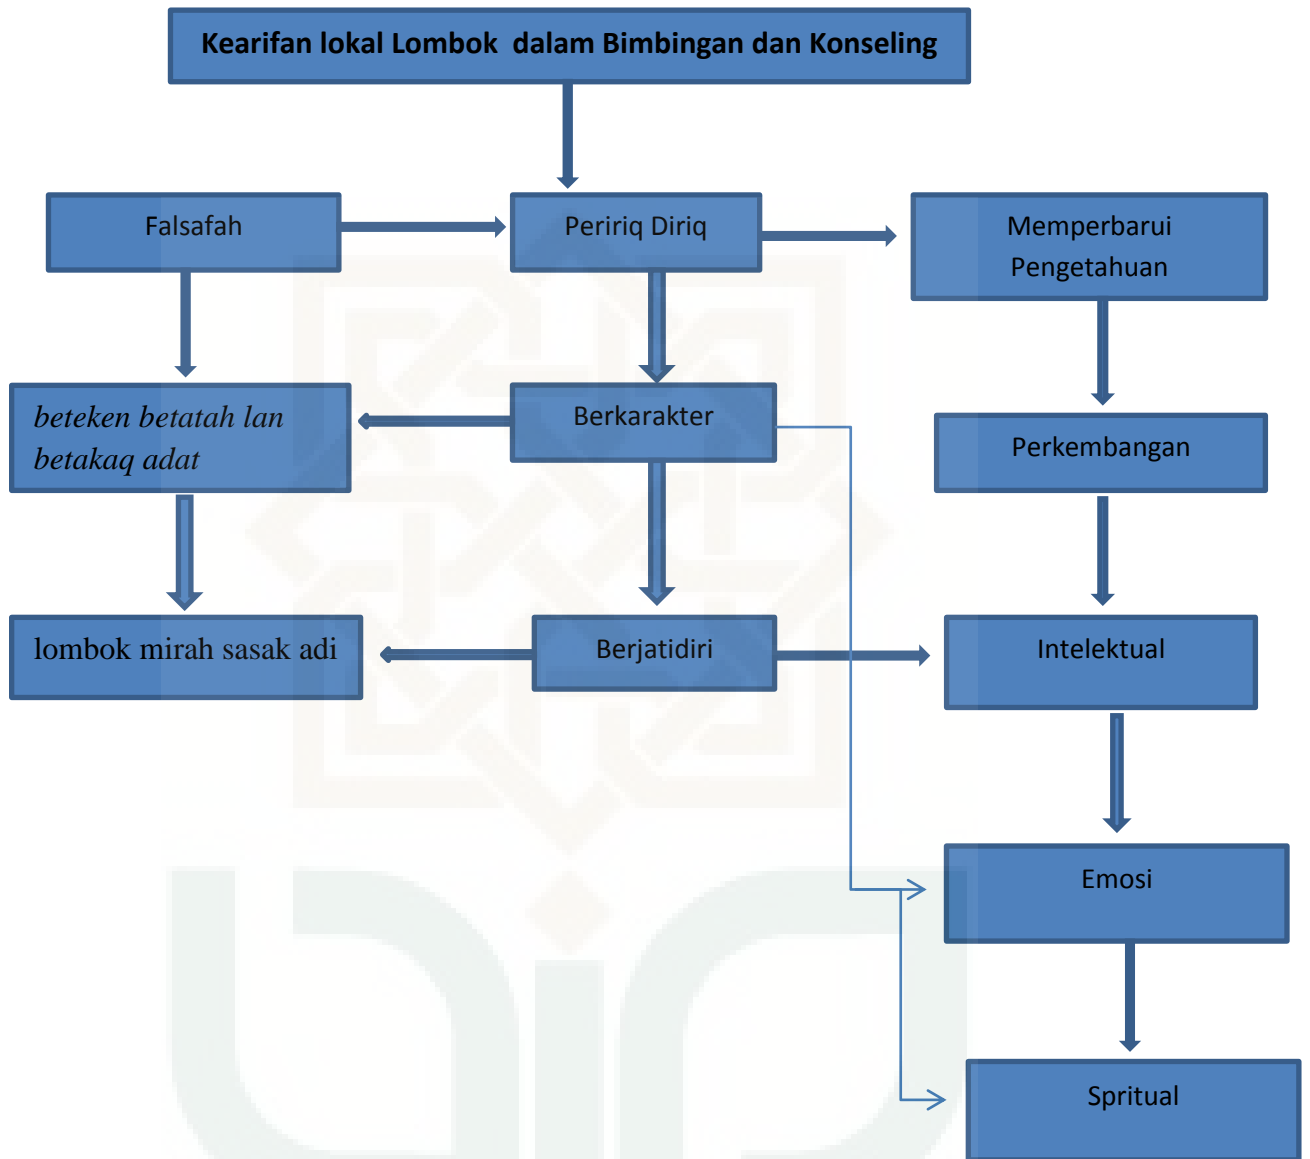 Kearifan lokal Lombok  dalam Bimbingan dan Konseling
Falsafah
Peririq Diriq
Memperbarui
Pengetahuan
beteken betatah lan
betakaq adat
Berkarakter
Perkembangan
lombok mirah sasak adi
Berjatidiri
Intelektual
Emosi
Spritual